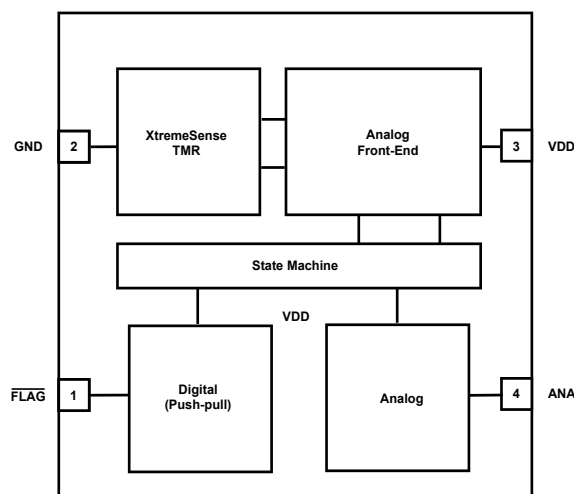 XtremeSense
TMR
Analog
Front-End
GND
2
3
VDD
State Machine
VDD
Digital
(Push-pull)
Analog
FLAG
1
4
ANA